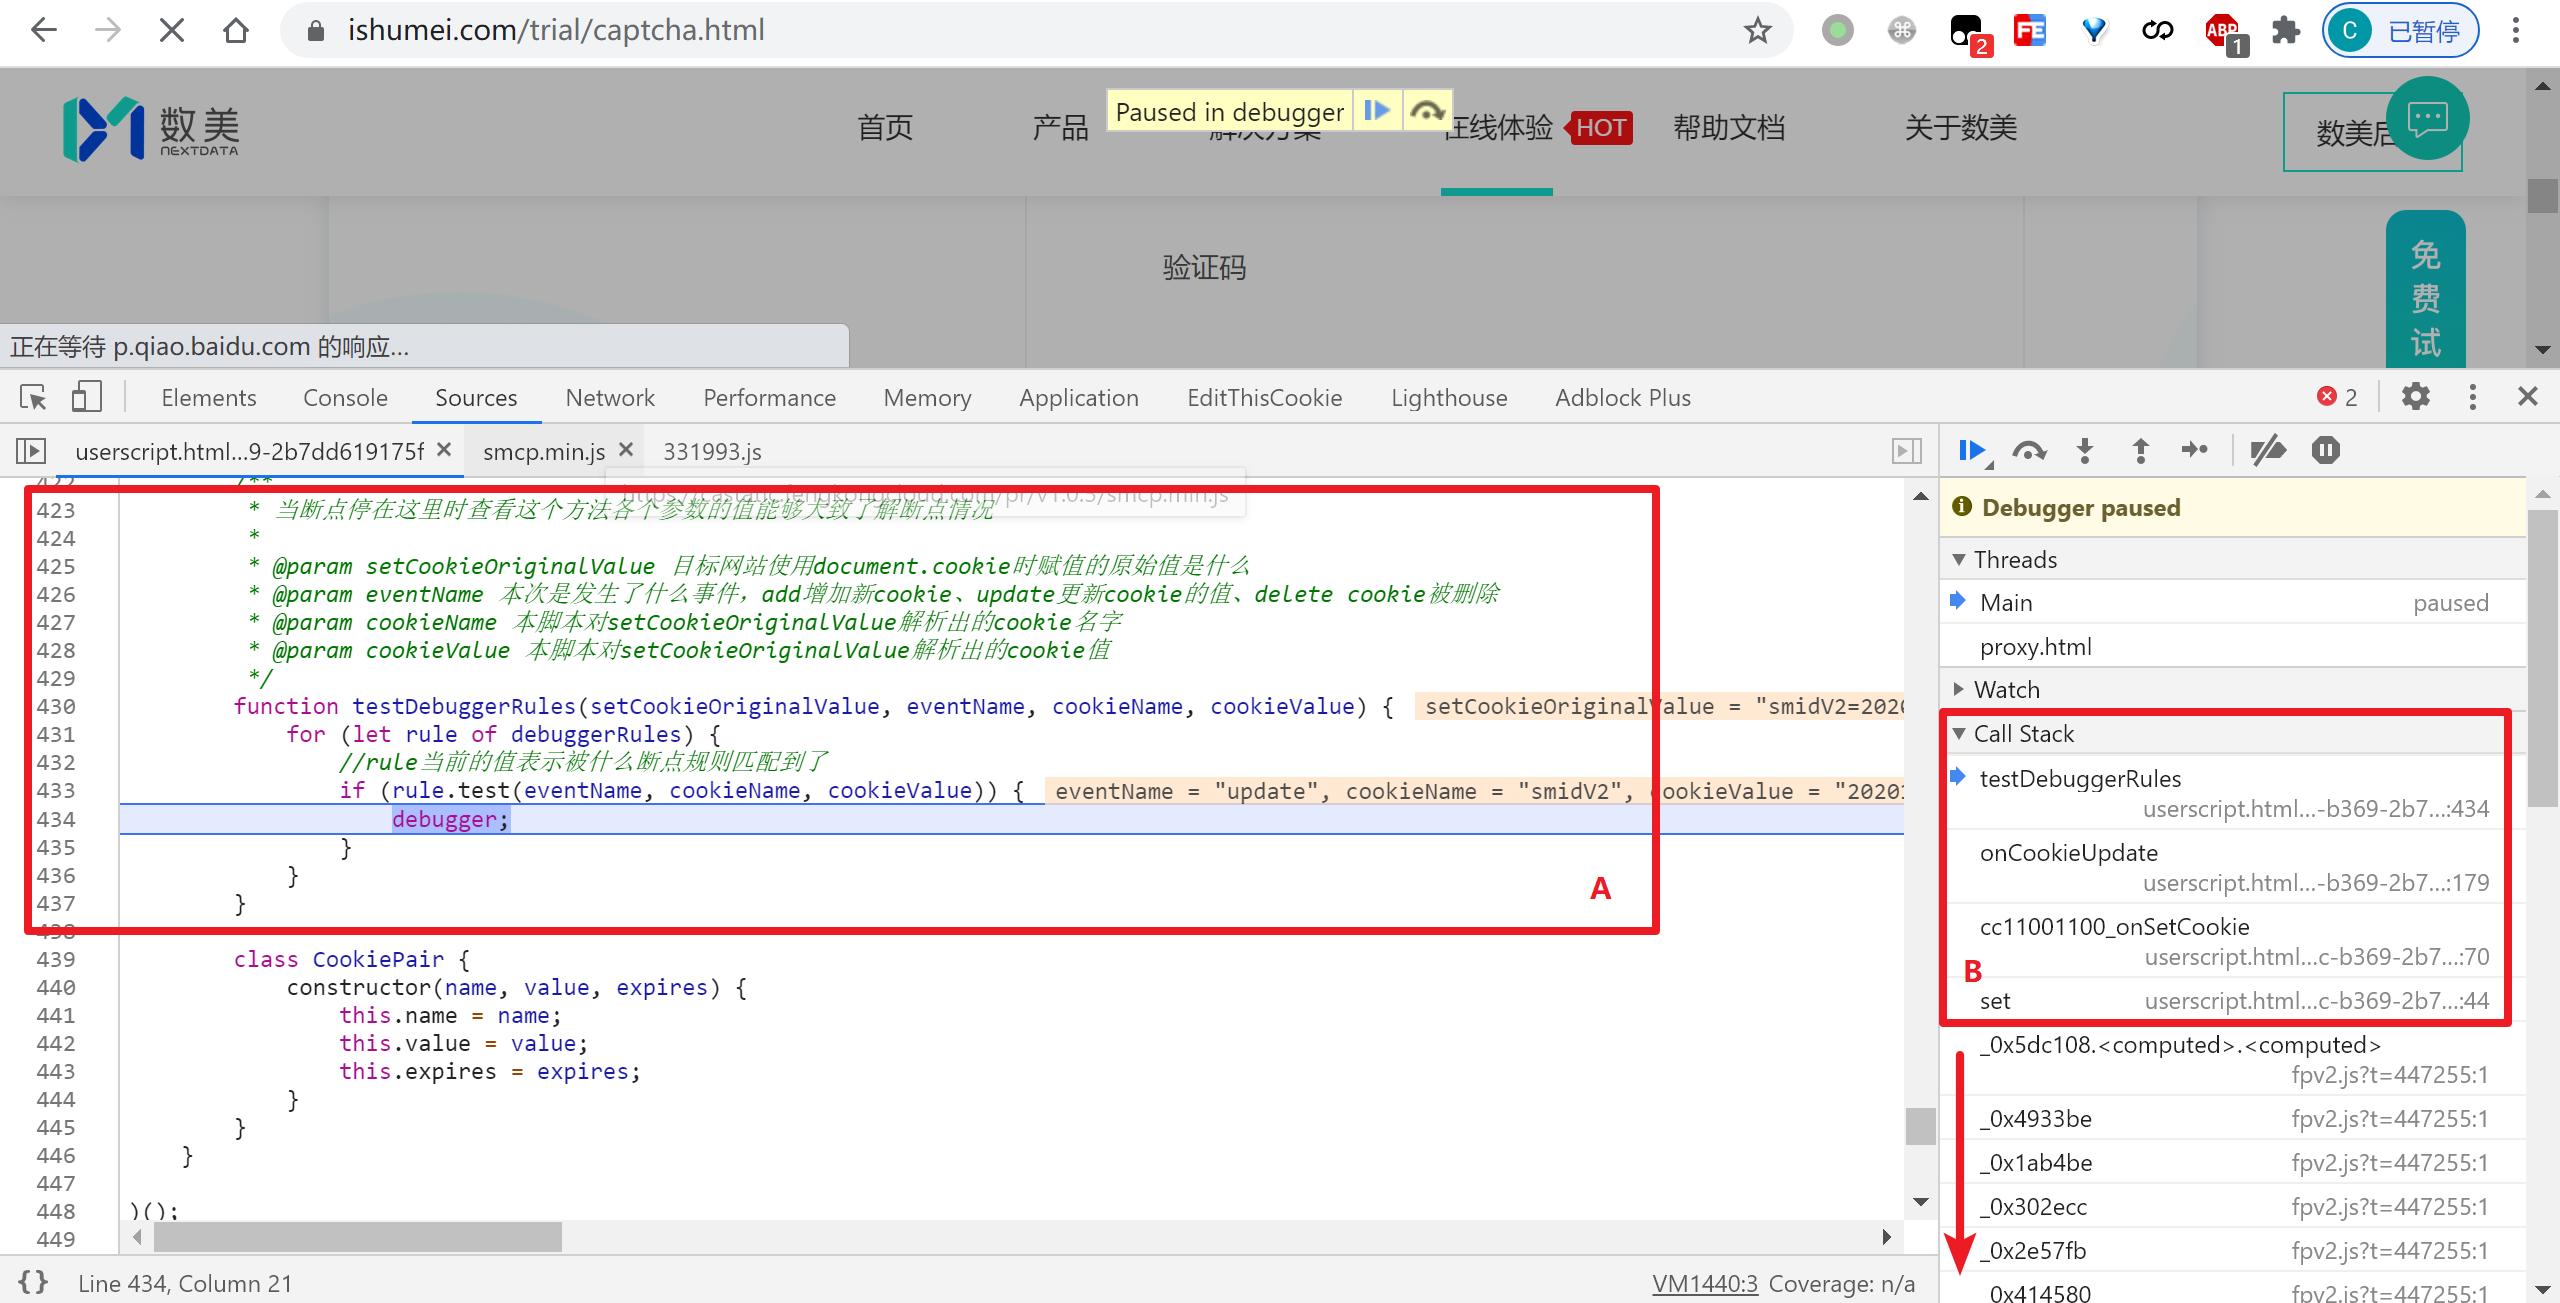 ishumei.com/trial/captcha.html
2
FE
ABP
1
C
已暂停
数美
NEXTDATA
首页
产品
Paused in debugger
解决方案
在线体验
HOT
帮助文档
关于数美
数美后
免
费
试
验证码
正在等待 p.qiao.baidu.com 的响应...
Elements Console Sources Network Performance Memory Application EditThisCookie Lighthouse Adblock Plus
2
userscript.html...9-2b7dd619175f
smcp.min.js
331993.js
422 /**
423 * 当断点停在这里时查看这个方法各个参数的值能够大致了解断点情况
424 *
425 * @param setCookieOriginalValue 目标网站使用document.cookie时赋值的原始值是什么
426 * @param eventName 本次是发生了什么事件，add增加新cookie、update更新cookie的值、delete cookie被删除
427 * @param cookieName 本脚本对setCookieOriginalValue解析出的cookie名字
428 * @param cookieValue 本脚本对setCookieOriginalValue解析出的cookie值
429 */
430 function testDebuggerRules(setCookieOriginalValue, eventName, cookieName, cookieValue) { setCookieOriginalValue = "smidV2=2020
431 for (let rule of debuggerRules) {
432 //rule当前的值表示被什么断点规则匹配到了
433 if (rule.test(eventName, cookieName, cookieValue)) { eventName = "update", cookieName = "smidV2", cookieValue = "20201
434 debugger;
435 }
436 }
437 }
438
439 class CookiePair {
440 constructor(name, value, expires) {
441 this.name = name;
442 this.value = value;
443 this.expires = expires;
444 }
445 }
446 }
447
448 )();
449
A
{} Line 434, Column 21
VM1440:3 Coverage: n/a
Debugger paused
Threads
Main paused
proxy.html
Watch
Call Stack
testDebuggerRules
userscript.html...-b369-2b7...:434
onCookieUpdate
userscript.html...-b369-2b7...:179
cc11001100_onSetCookie
userscript.html...c-b369-2b7...:70
B
set userscript.html...c-b369-2b7...:44
_0x5dc108.<computed>.<computed>
fpv2.js?t=447255:1
_0x4933be fpv2.js?t=447255:1
_0x1ab4be fpv2.js?t=447255:1
_0x302ecc fpv2.js?t=447255:1
_0x2e57fb fpv2.js?t=447255:1
_0x414580 fpv2.js?t=447255:1